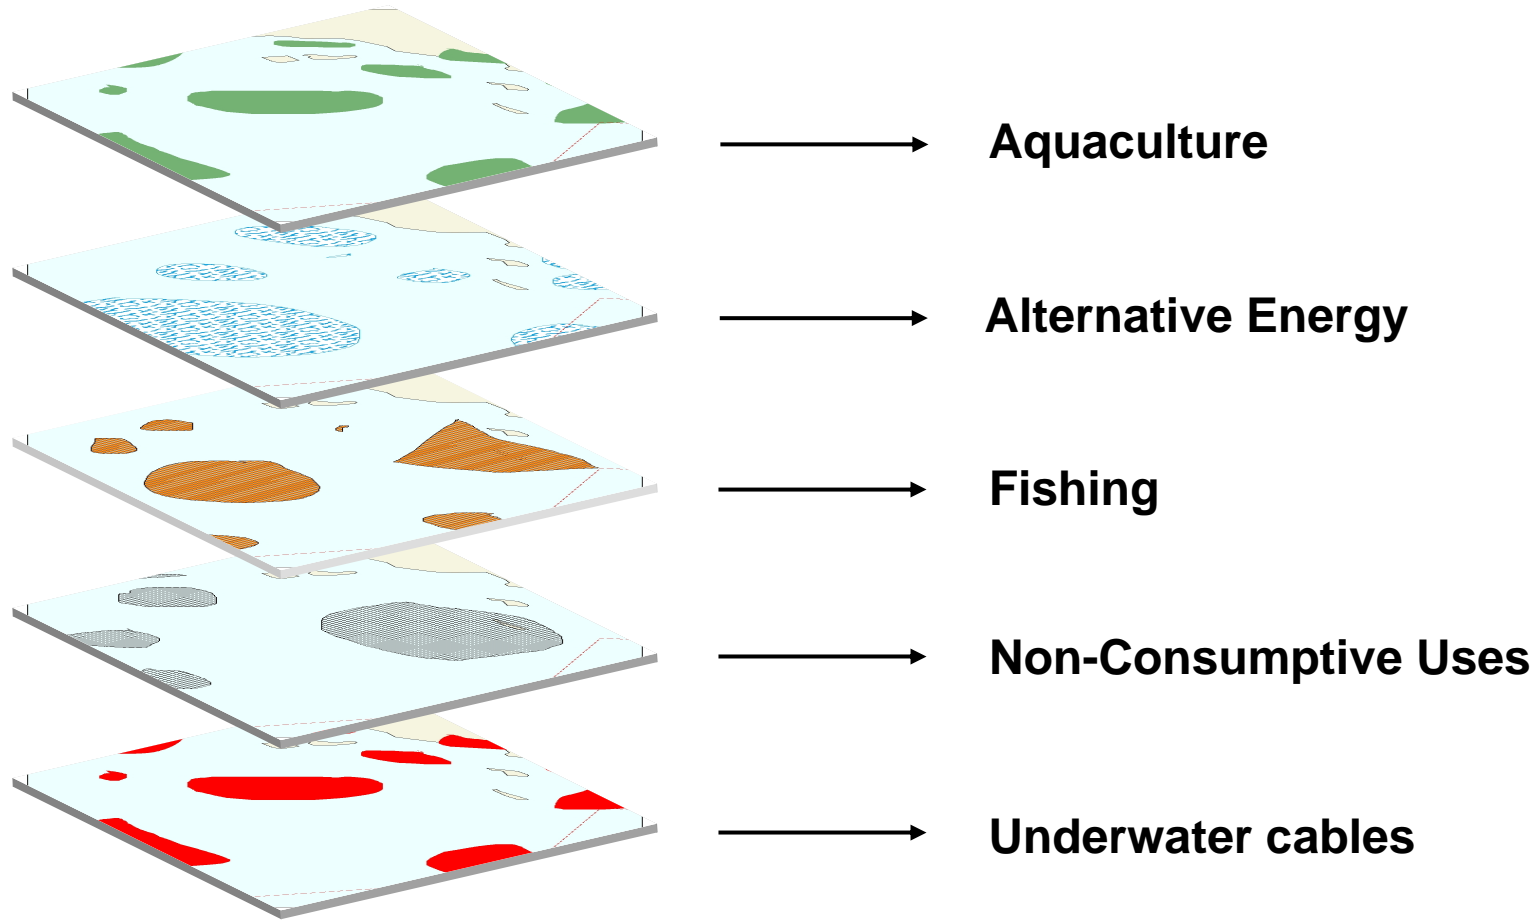 Aquaculture
Alternative Energy
Fishing
Non-Consumptive Uses
Underwater cables